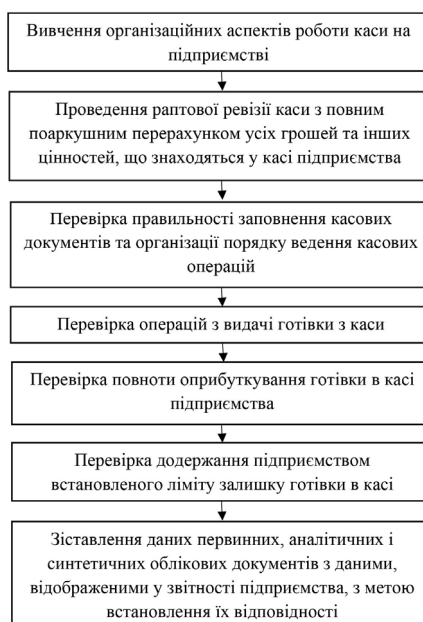 Вивчення організаційних аспектів роботи каси на
підприємстві
Проведення раптової ревізії каси з повним
поаркушним перерахунком усіх грошей та інших
цінностей, що знаходяться у касі підприємства
Перевірка правильності заповнення касових
документів та організації порядку ведення касових
операцій
Перевірка операцій з видачі готівки з каси
Перевірка повноти оприбуткування готівки в касі
підприємства
Перевірка додержання підприємством
встановленого ліміту залишку готівки в касі
Зіставлення даних первинних, аналітичних і
синтетичних облікових документів з даними,
відображеними у звітності підприємства, з метою
встановлення їх відповідності